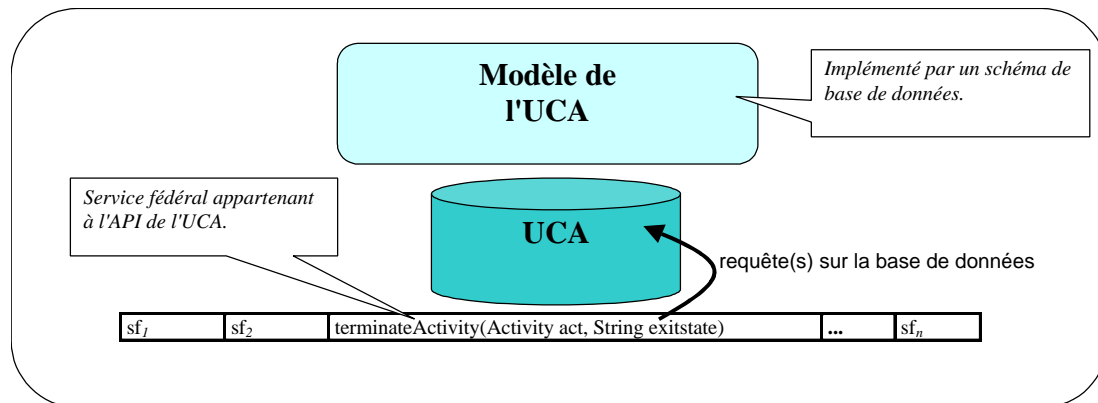 Modèle de
l'UCA
Implémenté par un schéma de
base de données.
Service fédéral appartenant
à l'API de l'UCA.
UCA
requête(s) sur la base de données
sf1 sf2 terminateActivity(Activity act, String exitstate) ... sfn